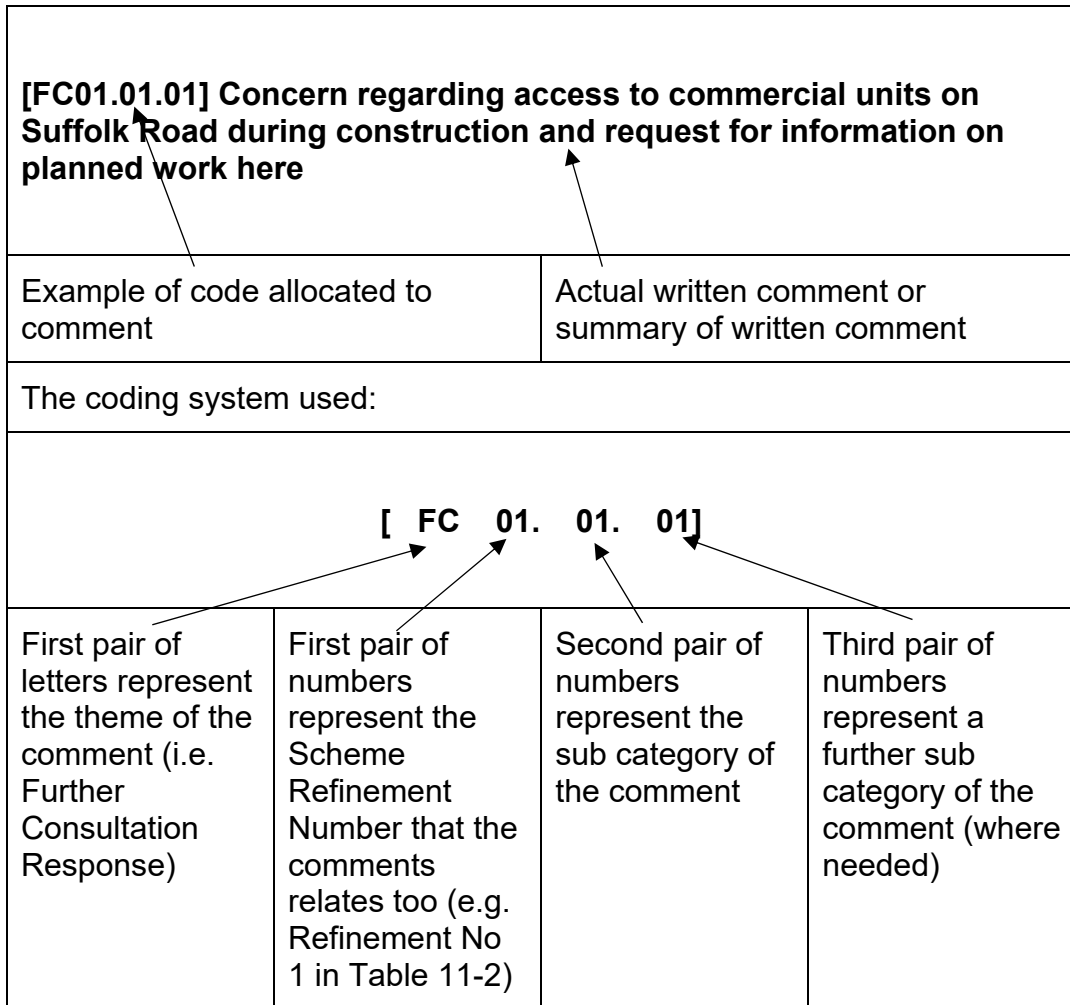 [FC01.01.01] Concern regarding access to commercial units on
Suffolk Road during construction and request for information on
planned work here
Example of code allocated to
comment
Actual written comment or
summary of written comment
The coding system used:
[ FC 01. 01. 01]
First pair of
letters represent
the theme of the
comment (i.e.
Further
Consultation
Response)
First pair of
numbers
represent the
Scheme
Refinement
Number that the
comments
relates too (e.g.
Refinement No
1 in Table 11-2)
Second pair of
numbers
represent the
sub category of
the comment
Third pair of
numbers
represent a
further sub
category of the
comment (where
needed)